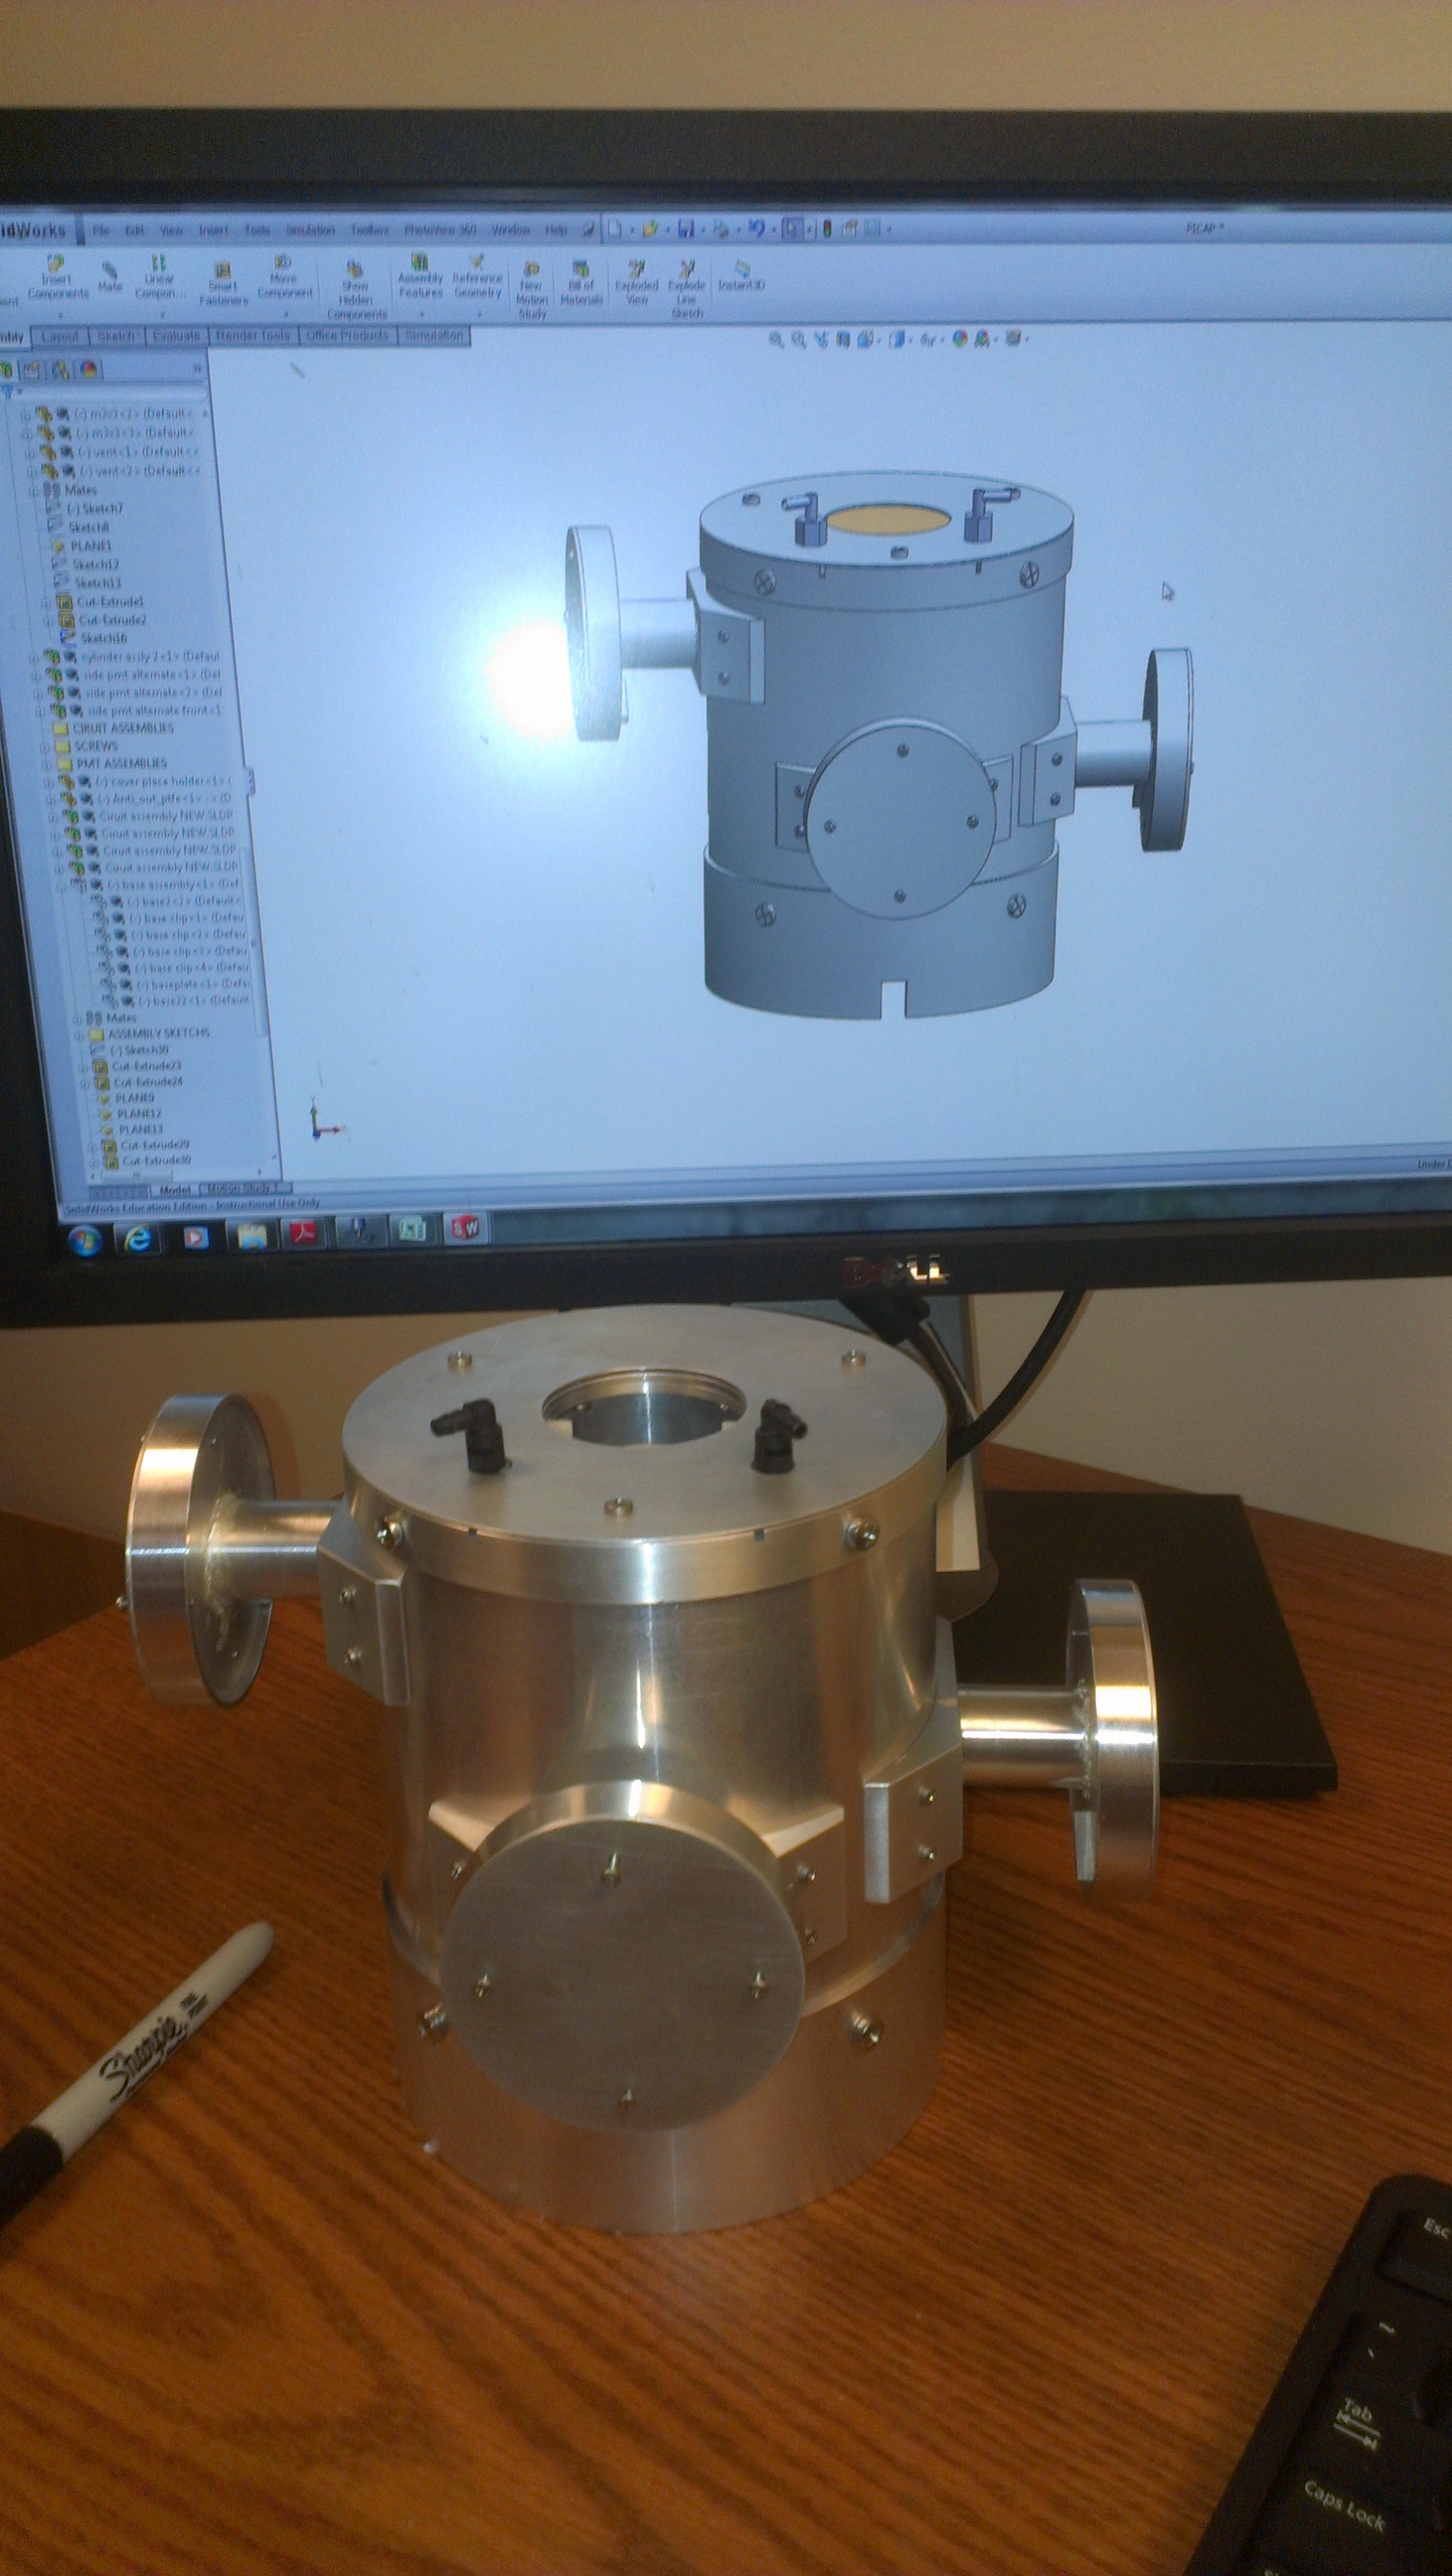 idWorks File Edit View Insert Tools Simulation Toolbox PhotoView 360 Window Help PICAP *
Insert Components
Mate
Linear Compon...
Smart Fasteners
Move Component
Show Hidden Components
Assembly Features
Reference Geometry
New Motion Study
Bill of Materials
Exploded View
Explode Line Sketch
Instant3D
mbly Layout Sketch Evaluate Render Tools Office Products Simulation
(Default<
(Default<
(-) vent<1> (Default<
(-) vent<2> (Default<
Mates
(-) Sketch7
Sketch8
PLANE1
Sketch12
Sketch13
Cut-Extrude1
Cut-Extrude2
Sketch16
cylinder assly 2<1> (Defaul
side pmt alternate<1> (Def
side pmt alternate<2> (Def
side pmt alternate front<1
CIRUIT ASSEMBLIES
SCREWS
PMT ASSEMBLIES
(-) cover place holder<1> (
(-) Anti_out_ptfe<1> -> (D
Ciruit assembly NEW.SLDP
Ciruit assembly NEW.SLDP
Ciruit assembly NEW.SLDP
Ciruit assembly NEW.SLDP
(-) base assembly<1> (Def
(-) base2<2> (Default<
(-) base clip<1> (Defau
(-) base clip<2> (Defau
(-) base clip<3> (Defau
(-) base clip<4> (Defau
(-) baseplate<1> (Defa
(-) base22<1> (Default
Mates
ASSEMBLY SKETCHS
(-) Sketch30
Cut-Extrude23
Cut-Extrude24
PLANE9
PLANE12
PLANE13
Cut-Extrude29
Cut-Extrude30
Model Motion Study 1
Under D
SolidWorks Education Edition - Instructional Use Only
SW
DELL
Sharpie FINE POINT
Esc
~
Tab
Caps Lock